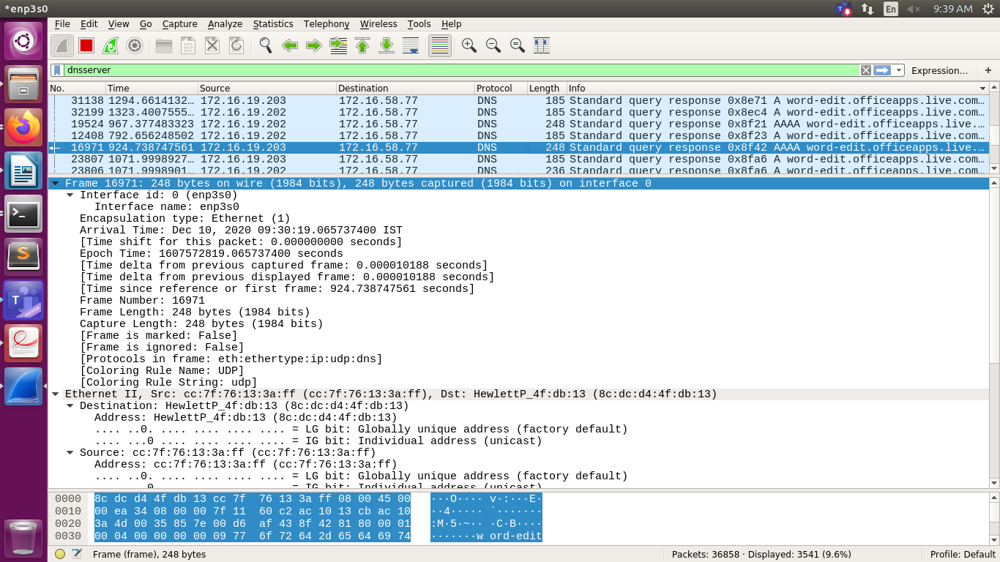 *enp3s0
En 9:39 AM
File Edit View Go Capture Analyze Statistics Telephony Wireless Tools Help
dnsserver Expression… +
No. Time Source Destination Protocol Length Info
31138 1294.6614132… 172.16.19.203 172.16.58.77 DNS 185 Standard query response 0x8e71 A word-edit.officeapps.live.com…
32199 1323.4007555… 172.16.19.202 172.16.58.77 DNS 185 Standard query response 0x8ec4 A word-edit.officeapps.live.com…
19524 967.377483323 172.16.19.202 172.16.58.77 DNS 248 Standard query response 0x8f21 AAAA word-edit.officeapps.live.…
12408 792.656248502 172.16.19.202 172.16.58.77 DNS 185 Standard query response 0x8f23 A word-edit.officeapps.live.com…
16971 924.738747561 172.16.19.203 172.16.58.77 DNS 248 Standard query response 0x8f42 AAAA word-edit.officeapps.live.…
23807 1071.9998927… 172.16.19.203 172.16.58.77 DNS 185 Standard query response 0x8fa6 A word-edit.officeapps.live.com…
23806 1071.9998901… 172.16.19.202 172.16.58.77 DNS 236 Standard query response 0x8fa6 A word-edit.officeapps.live.com…
Frame 16971: 248 bytes on wire (1984 bits), 248 bytes captured (1984 bits) on interface 0
Interface id: 0 (enp3s0)
Interface name: enp3s0
Encapsulation type: Ethernet (1)
Arrival Time: Dec 10, 2020 09:30:19.065737400 IST
[Time shift for this packet: 0.000000000 seconds]
Epoch Time: 1607572819.065737400 seconds
[Time delta from previous captured frame: 0.000010188 seconds]
[Time delta from previous displayed frame: 0.000010188 seconds]
[Time since reference or first frame: 924.738747561 seconds]
Frame Number: 16971
Frame Length: 248 bytes (1984 bits)
Capture Length: 248 bytes (1984 bits)
[Frame is marked: False]
[Frame is ignored: False]
[Protocols in frame: eth:ethertype:ip:udp:dns]
[Coloring Rule Name: UDP]
[Coloring Rule String: udp]
Ethernet II, Src: cc:7f:76:13:3a:ff (cc:7f:76:13:3a:ff), Dst: HewlettP_4f:db:13 (8c:dc:d4:4f:db:13)
Destination: HewlettP_4f:db:13 (8c:dc:d4:4f:db:13)
Address: HewlettP_4f:db:13 (8c:dc:d4:4f:db:13)
.... ..0. .... .... .... .... = LG bit: Globally unique address (factory default)
.... ...0 .... .... .... .... = IG bit: Individual address (unicast)
Source: cc:7f:76:13:3a:ff (cc:7f:76:13:3a:ff)
Address: cc:7f:76:13:3a:ff (cc:7f:76:13:3a:ff)
.... ..0. .... .... .... .... = LG bit: Globally unique address (factory default)
.... ...0 .... .... .... .... = IG bit: Individual address (unicast)
0000 8c dc d4 4f db 13 cc 7f 76 13 3a ff 08 00 45 00 ···O···· v·:···E·
0010 00 ea 34 08 00 00 7f 11 60 c2 ac 10 13 cb ac 10 ··4····· `·······
0020 3a 4d 00 35 85 7e 00 d6 af 43 8f 42 81 80 00 01 :M·5·~·· ·C·B····
0030 00 04 00 00 00 00 09 77 6f 72 64 2d 65 64 69 74 ·······w ord-edit
Frame (frame), 248 bytes Packets: 36858 · Displayed: 3541 (9.6%) Profile: Default